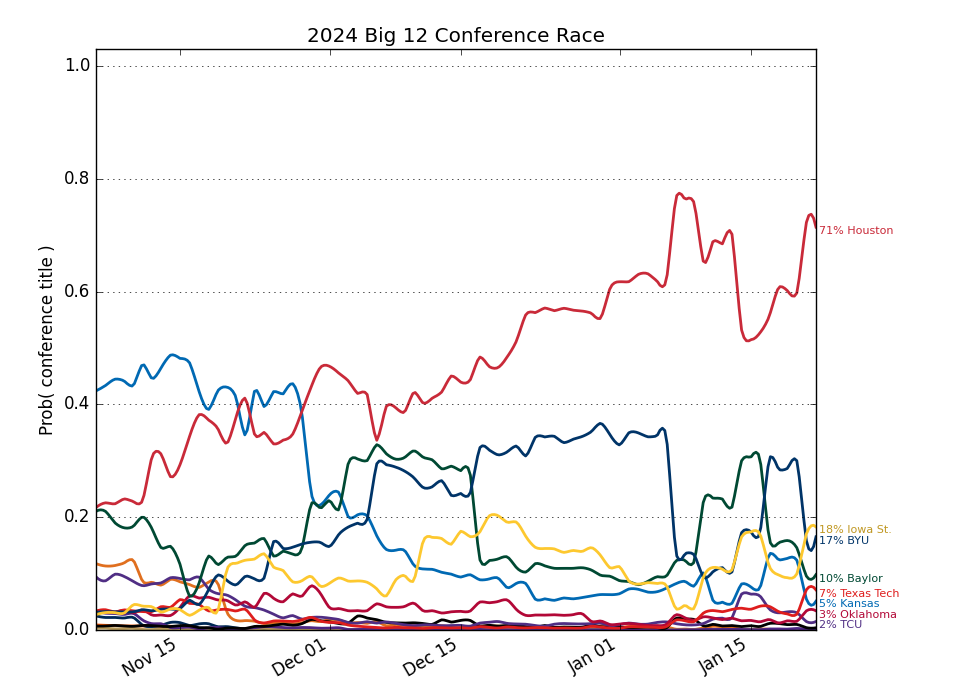 2024 Big 12 Conference Race
Prob( conference title )
1.0
0.8
0.6
0.4
0.2
0.0
Nov 15
Dec 01
Dec 15
Jan 01
Jan 15
71% Houston
18% Iowa St.
17% BYU
10% Baylor
7% Texas Tech
5% Kansas
3% Oklahoma
2% TCU